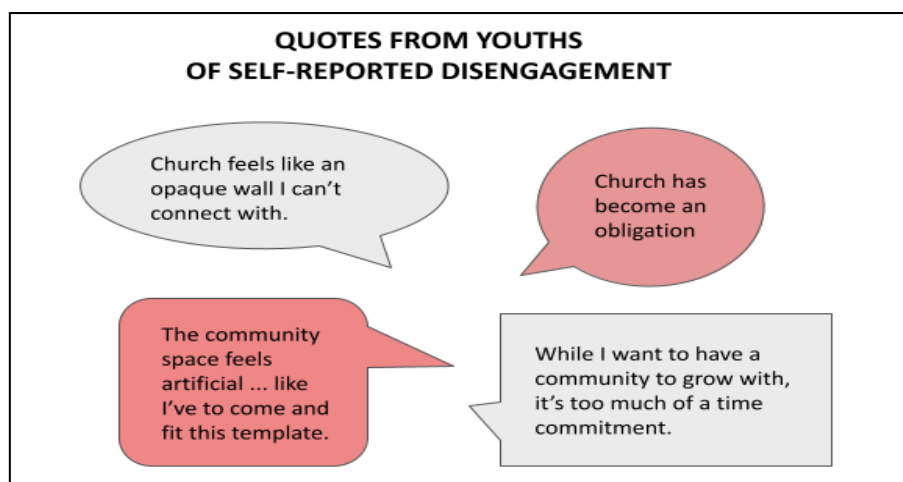 QUOTES FROM YOUTHS
OF SELF-REPORTED DISENGAGEMENT
Church feels like an
opaque wall I can't
connect with.
Church has
become an
obligation
The community
space feels
artificial ... like
I've to come and
fit this template.
While I want to have a
community to grow with,
it's too much of a time
commitment.